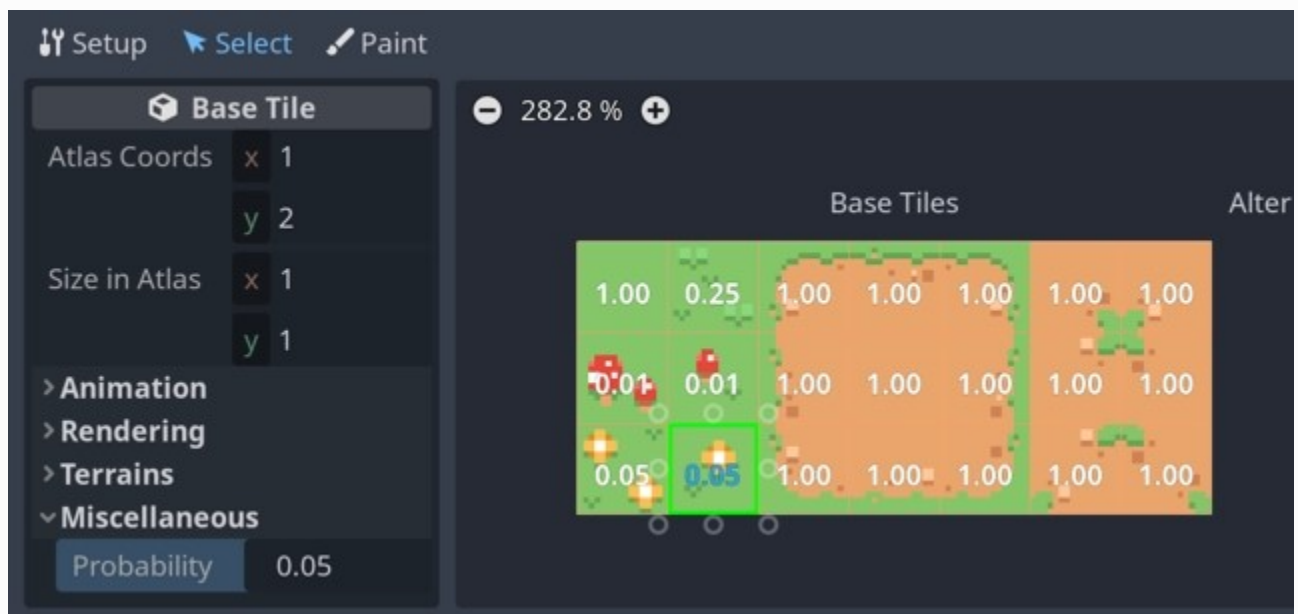 Setup Select Paint
Base Tile
Atlas Coords x 1
y 2
Size in Atlas x 1
y 1
Animation
Rendering
Terrains
Miscellaneous
Probability 0.05
282.8 %
Base Tiles Alter
1.00 0.25 1.00 1.00 1.00 1.00 1.00
0.01 0.01 1.00 1.00 1.00 1.00 1.00
0.05 0.05 1.00 1.00 1.00 1.00 1.00